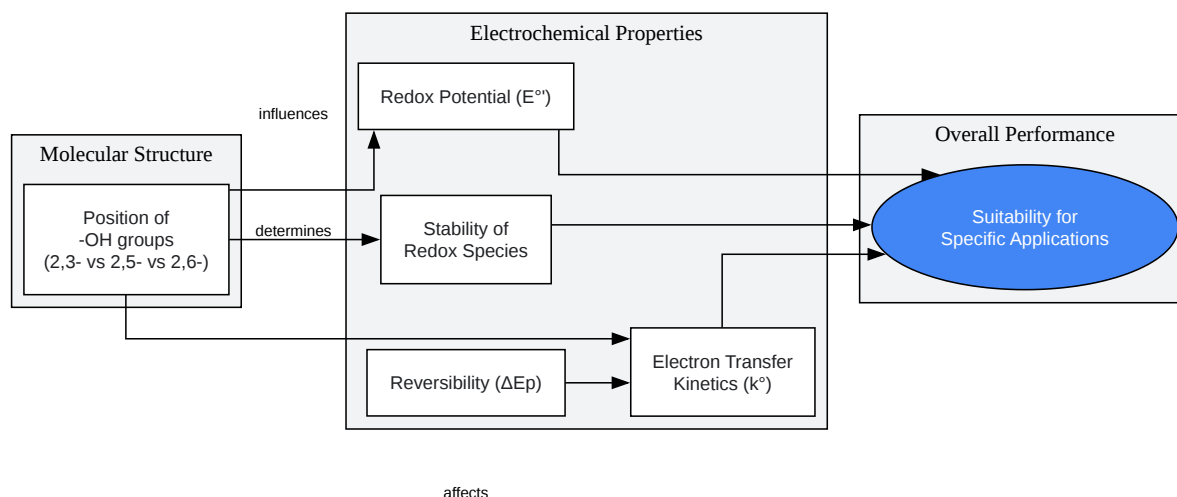 Electrochemical Properties
Redox Potential (E°')
influences
Molecular Structure
Position of
-OH groups
(2,3- vs 2,5- vs 2,6-)
determines
Stability of
Redox Species
Reversibility (ΔEp)
Electron Transfer
Kinetics (k°)
Overall Performance
Suitability for
Specific Applications
affects